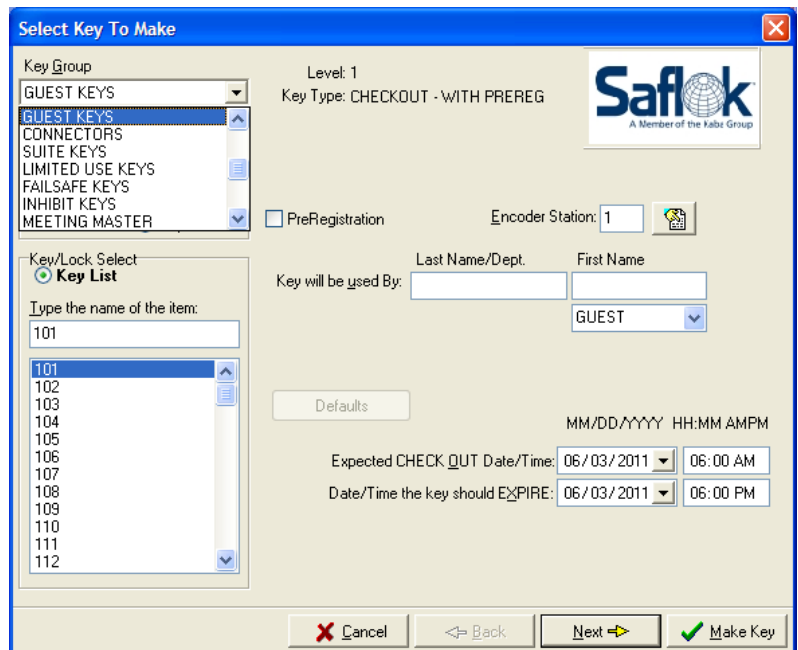 Select Key To Make
Key Group
GUEST KEYS
GUEST KEYS
CONNECTORS
SUITE KEYS
LIMITED USE KEYS
FAILSAFE KEYS
INHIBIT KEYS
MEETING MASTER
Level: 1
Key Type: CHECKOUT - WITH PREREG
Saflok
A Member of the Kaba Group
PreRegistration
Encoder Station: 1
Key/Lock Select
Key List
Type the name of the item:
101
101
102
103
104
105
106
107
108
109
110
111
112
Last Name/Dept. First Name
Key will be used By:
GUEST
Defaults
MM/DD/YYYY HH:MM AMPM
Expected CHECK OUT Date/Time: 06/03/2011 06:00 AM
Date/Time the key should EXPIRE: 06/03/2011 06:00 PM
Cancel Back Next Make Key